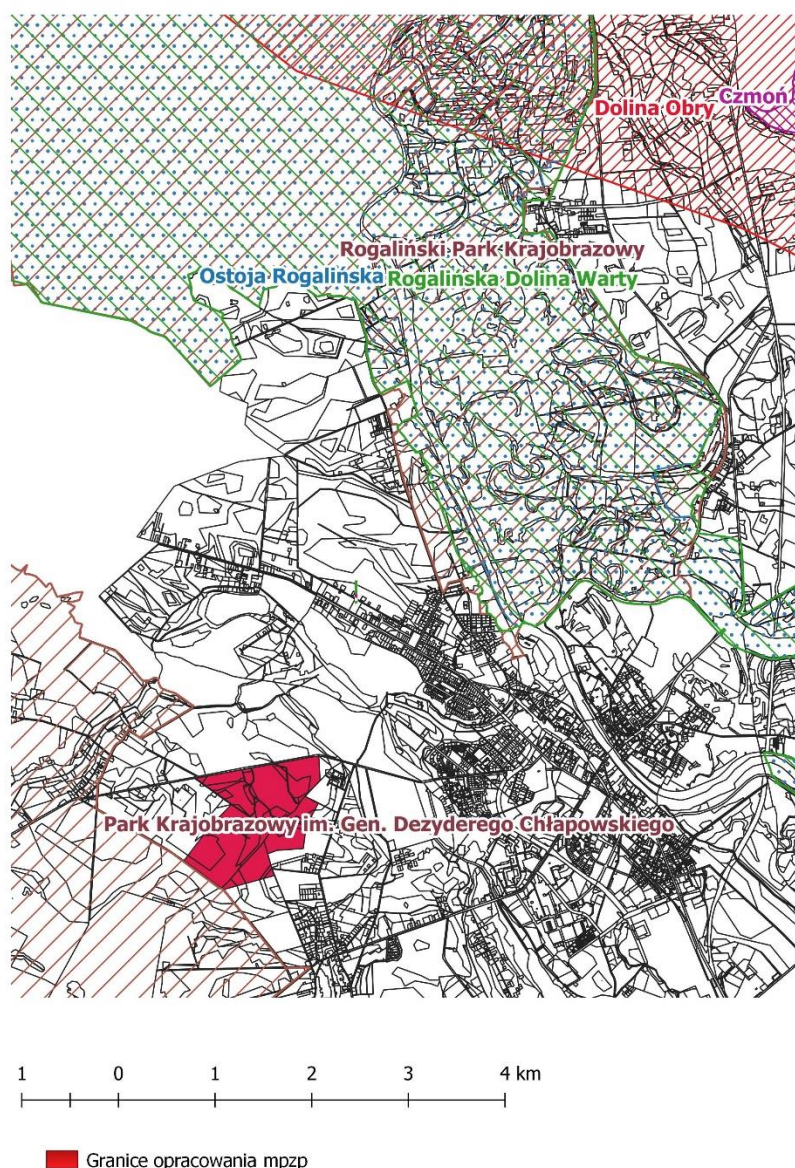 Dolina Obry
Czmoń
Rogaliński Park Krajobrazowy
Ostoja Rogalińska
Rogalińska Dolina Warty
Park Krajobrazowy im. Gen. Dezyderego Chłapowskiego
1 0 1 2 3 4 km
Granice opracowania mpzp